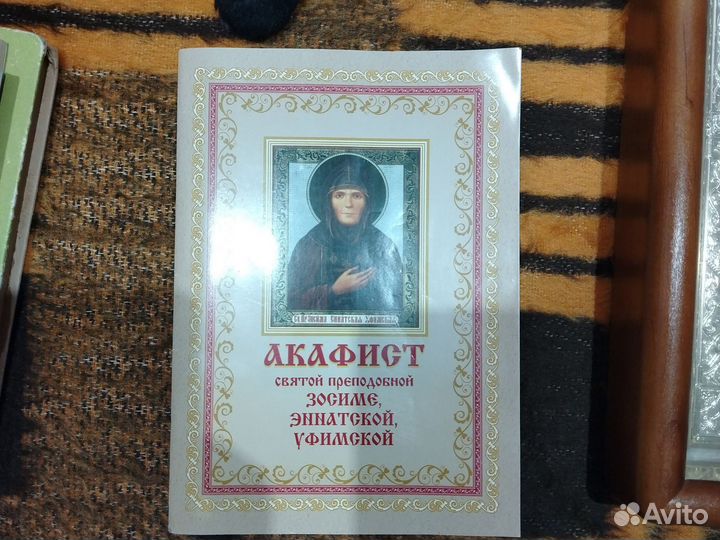 АКАФИСТ
СВЯТОЙ ПРЕПОДОБНОЙ
ЗОСИМЕ,
ЭННАТСКОЙ,
УФИМСКОЙ
Avito